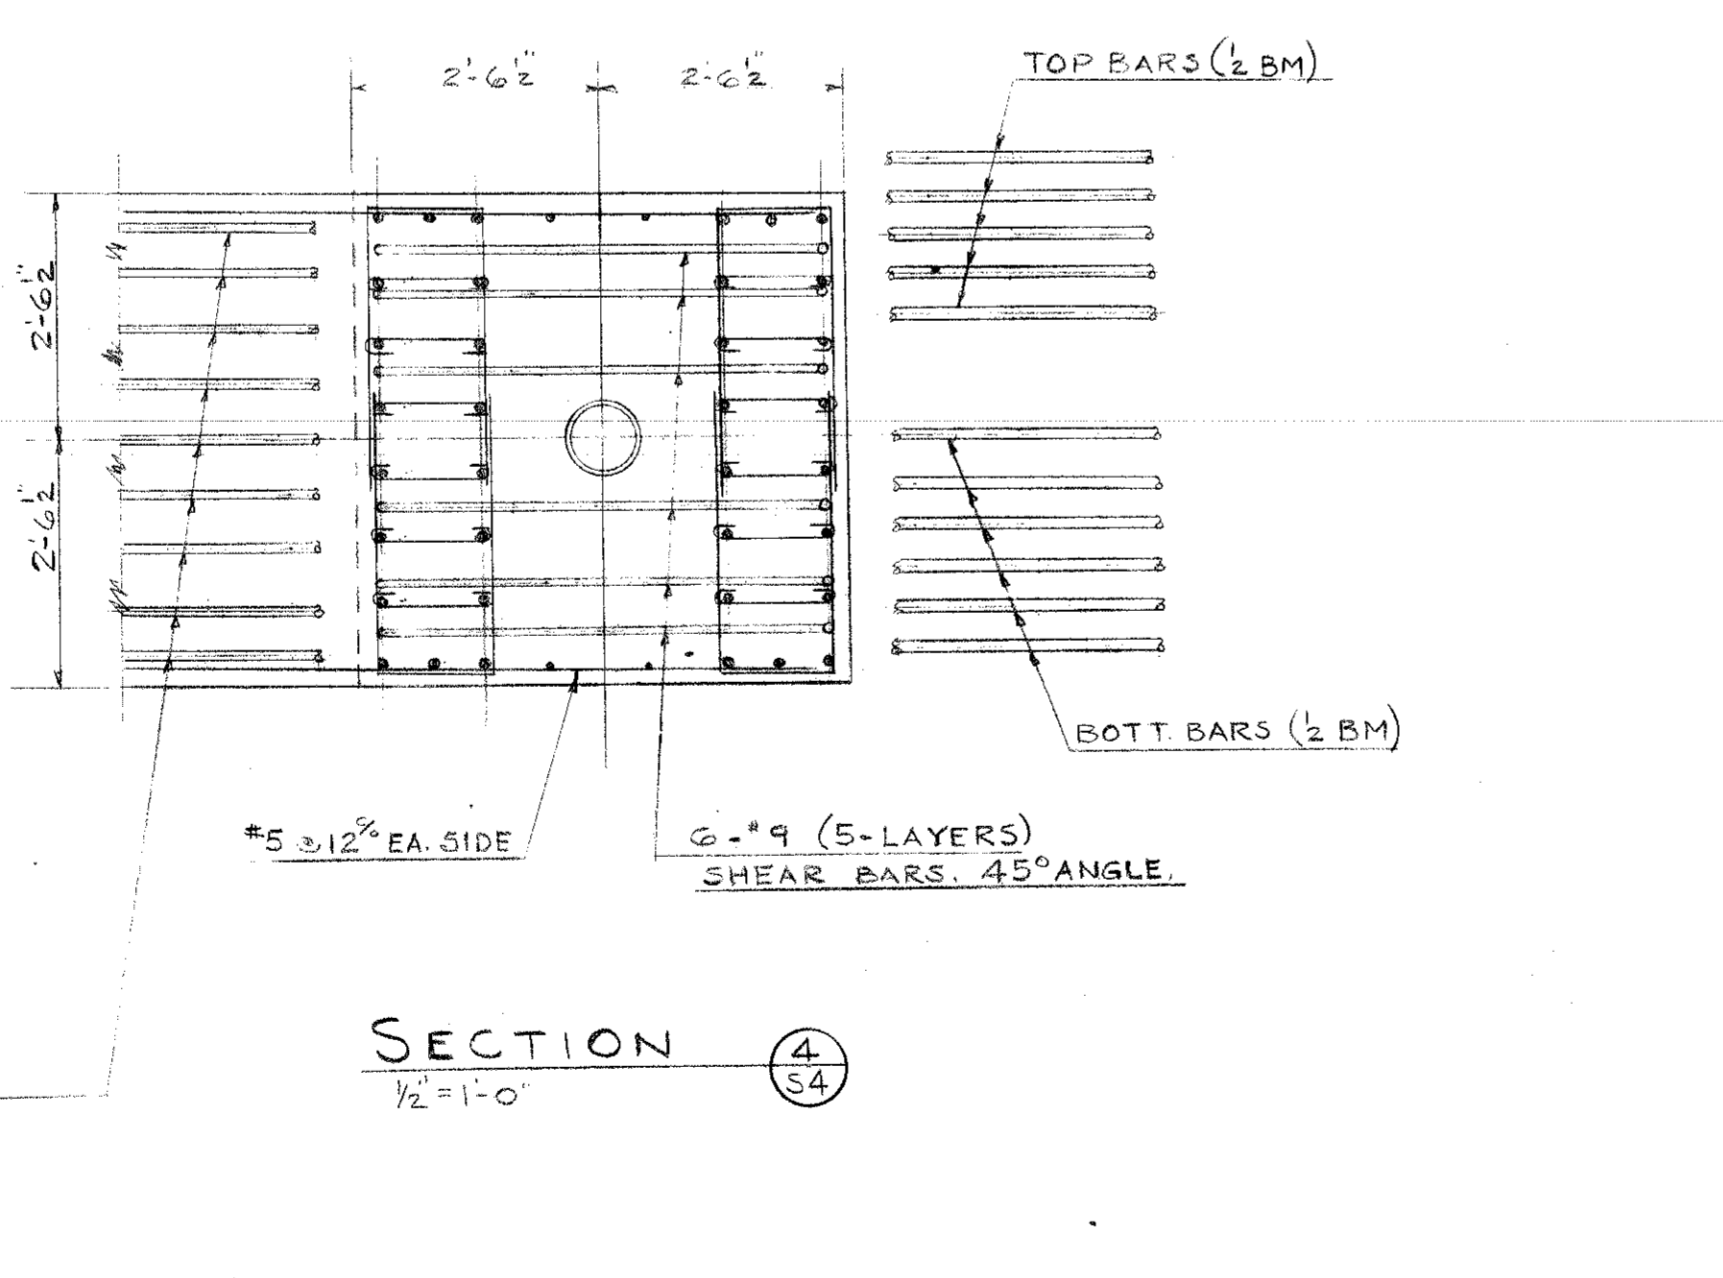 2'-6½"
2'-6½"
TOP BARS (½ BM)
2'-6½"
2'-6½"
BOTT. BARS (½ BM)
#5 @ 12 % EA. SIDE
6-#9 (5-LAYERS)
SHEAR BARS. 45° ANGLE.
SECTION
½" = 1'-0"
4
S4